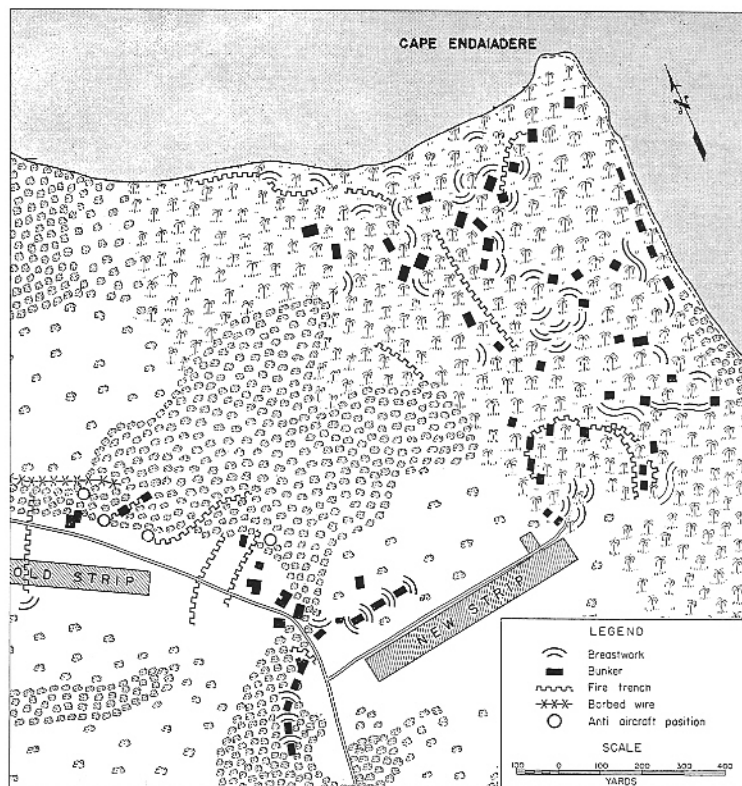 CAPE ENDAIADERE
N
OLD STRIP
NEW STRIP
LEGEND
Breastwork
Bunker
Fire trench
Barbed wire
Anti aircraft position
SCALE
100 0 100 200 300 400
YARDS